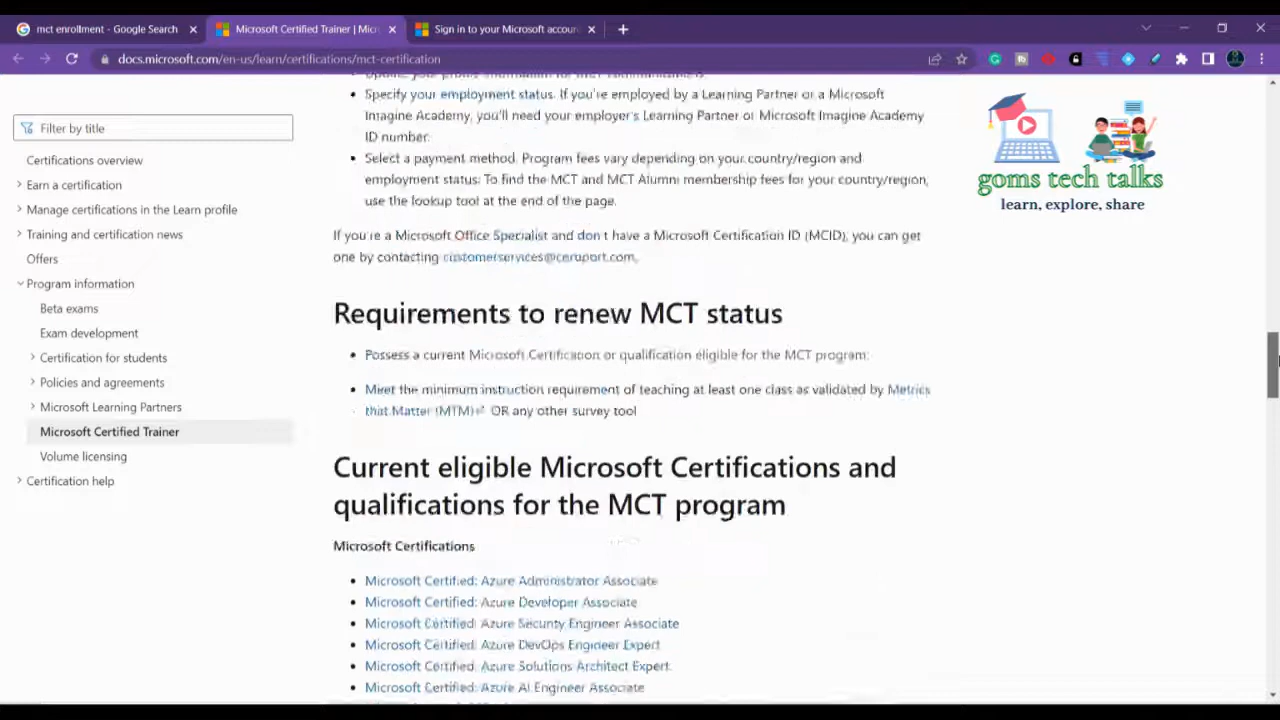 mct enrollment - Google Search
Microsoft Certified Trainer | Micr
Sign in to your Microsoft accour
docs.microsoft.com/en-us/learn/certifications/mct-certification
Filter by title
Certifications overview
Earn a certification
Manage certifications in the Learn profile
Training and certification news
Offers
Program information
Beta exams
Exam development
Certification for students
Policies and agreements
Microsoft Learning Partners
Microsoft Certified Trainer
Volume licensing
Certification help
Update your profile information for MCT communications.
Specify your employment status. If you're employed by a Learning Partner or a Microsoft
Imagine Academy, you'll need your employer's Learning Partner or Microsoft Imagine Academy
ID number.
Select a payment method. Program fees vary depending on your country/region and
employment status. To find the MCT and MCT Alumni membership fees for your country/region,
use the lookup tool at the end of the page.
If you're a Microsoft Office Specialist and don't have a Microsoft Certification ID (MCID), you can get
one by contacting
Requirements to renew MCT status
Possess a current Microsoft Certification or qualification eligible for the MCT program.
Meet the minimum instruction requirement of teaching at least one class as validated by Metrics
that Matter (MTM) OR any other survey tool
Current eligible Microsoft Certifications and
qualifications for the MCT program
Microsoft Certifications
Microsoft Certified: Azure Administrator Associate
Microsoft Certified: Azure Developer Associate
Microsoft Certified: Azure Security Engineer Associate
Microsoft Certified: Azure DevOps Engineer Expert
Microsoft Certified: Azure Solutions Architect Expert
Microsoft Certified: Azure AI Engineer Associate
goms tech talks
learn, explore, share